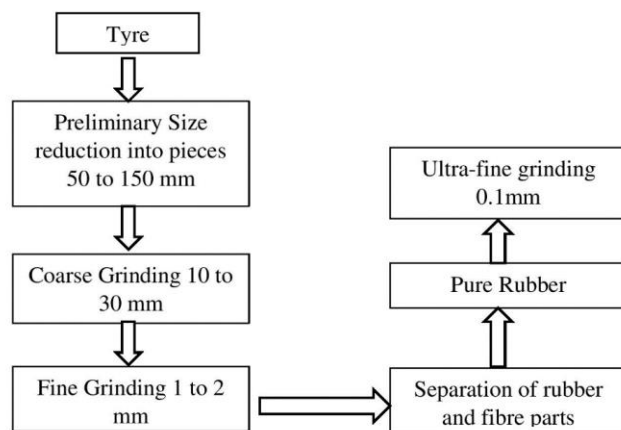 Tyre
Preliminary Size
reduction into pieces
50 to 150 mm
Coarse Grinding 10 to
30 mm
Fine Grinding 1 to 2
mm
Separation of rubber
and fibre parts
Pure Rubber
Ultra-fine grinding
0.1mm